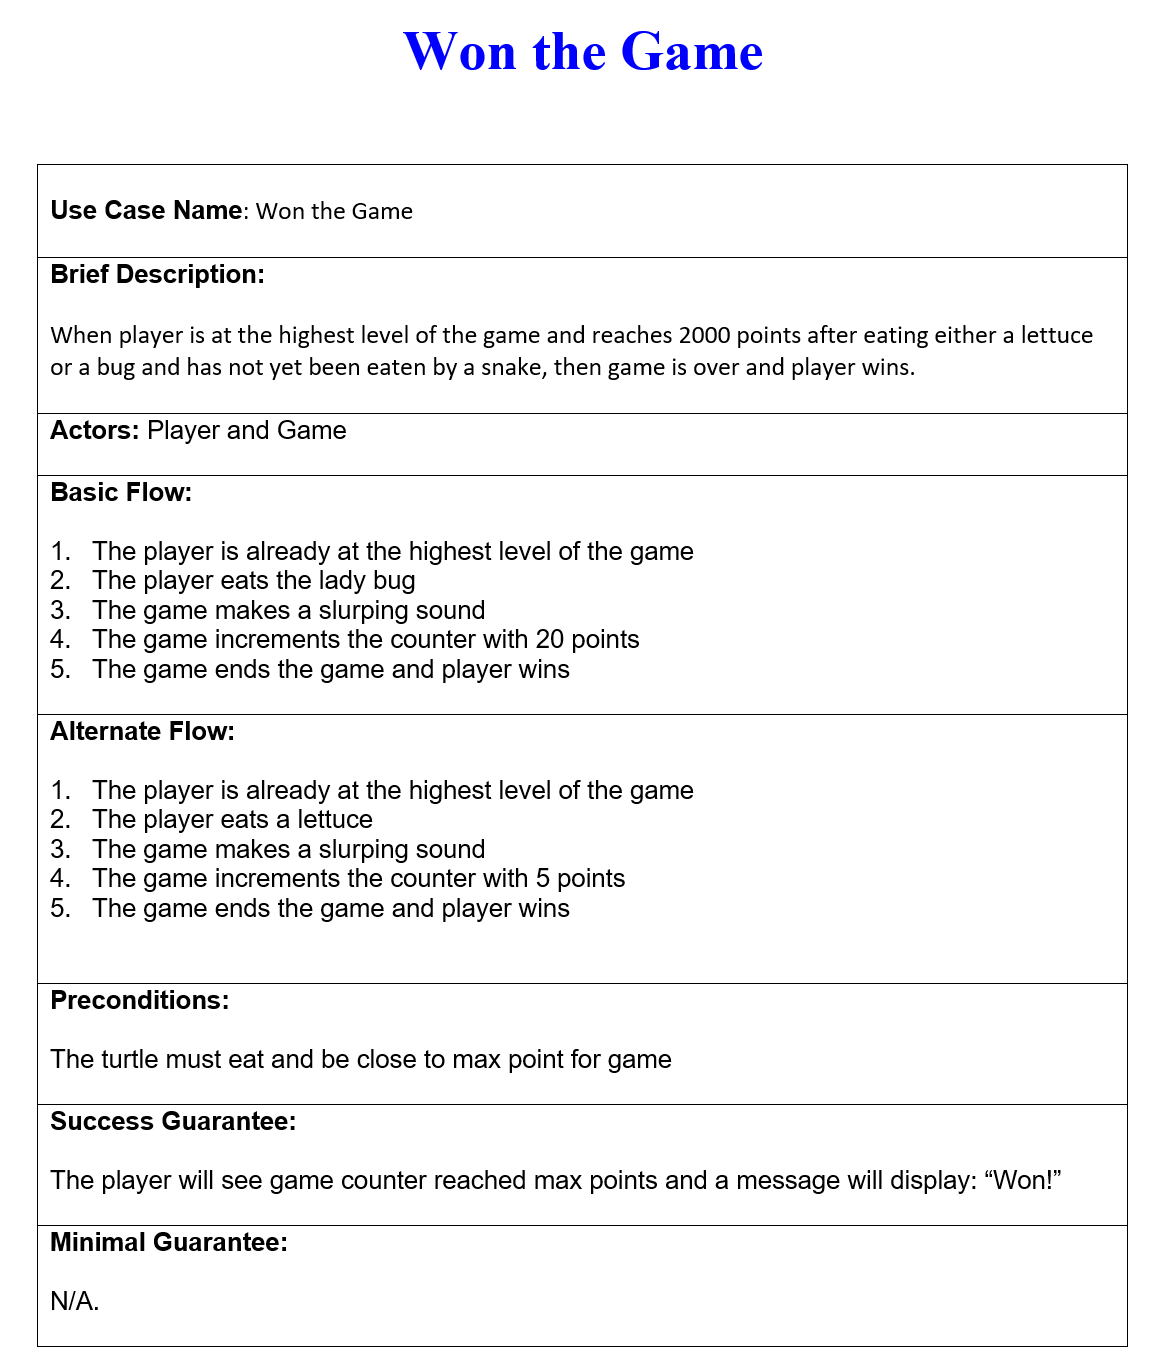 Won the Game
Use Case Name: Won the Game
Brief Description:
When player is at the highest level of the game and reaches 2000 points after eating either a lettuce
or a bug and has not yet been eaten by a snake, then game is over and player wins.
Actors: Player and Game
Basic Flow:
1. The player is already at the highest level of the game
2. The player eats the lady bug
3. The game makes a slurping sound
4. The game increments the counter with 20 points
5. The game ends the game and player wins
Alternate Flow:
1. The player is already at the highest level of the game
2. The player eats a lettuce
3. The game makes a slurping sound
4. The game increments the counter with 5 points
5. The game ends the game and player wins
Preconditions:
The turtle must eat and be close to max point for game
Success Guarantee:
The player will see game counter reached max points and a message will display: “Won!”
Minimal Guarantee:
N/A.